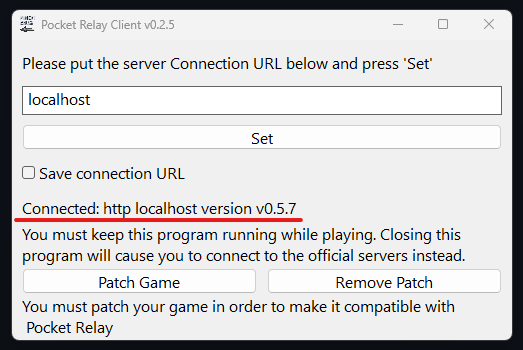 Pocket Relay Client v0.2.5
Please put the server Connection URL below and press 'Set'
localhost
Set
Save connection URL
Connected: http localhost version v0.5.7
You must keep this program running while playing. Closing this
program will cause you to connect to the official servers instead.
Patch Game
Remove Patch
You must patch your game in order to make it compatible with
Pocket Relay